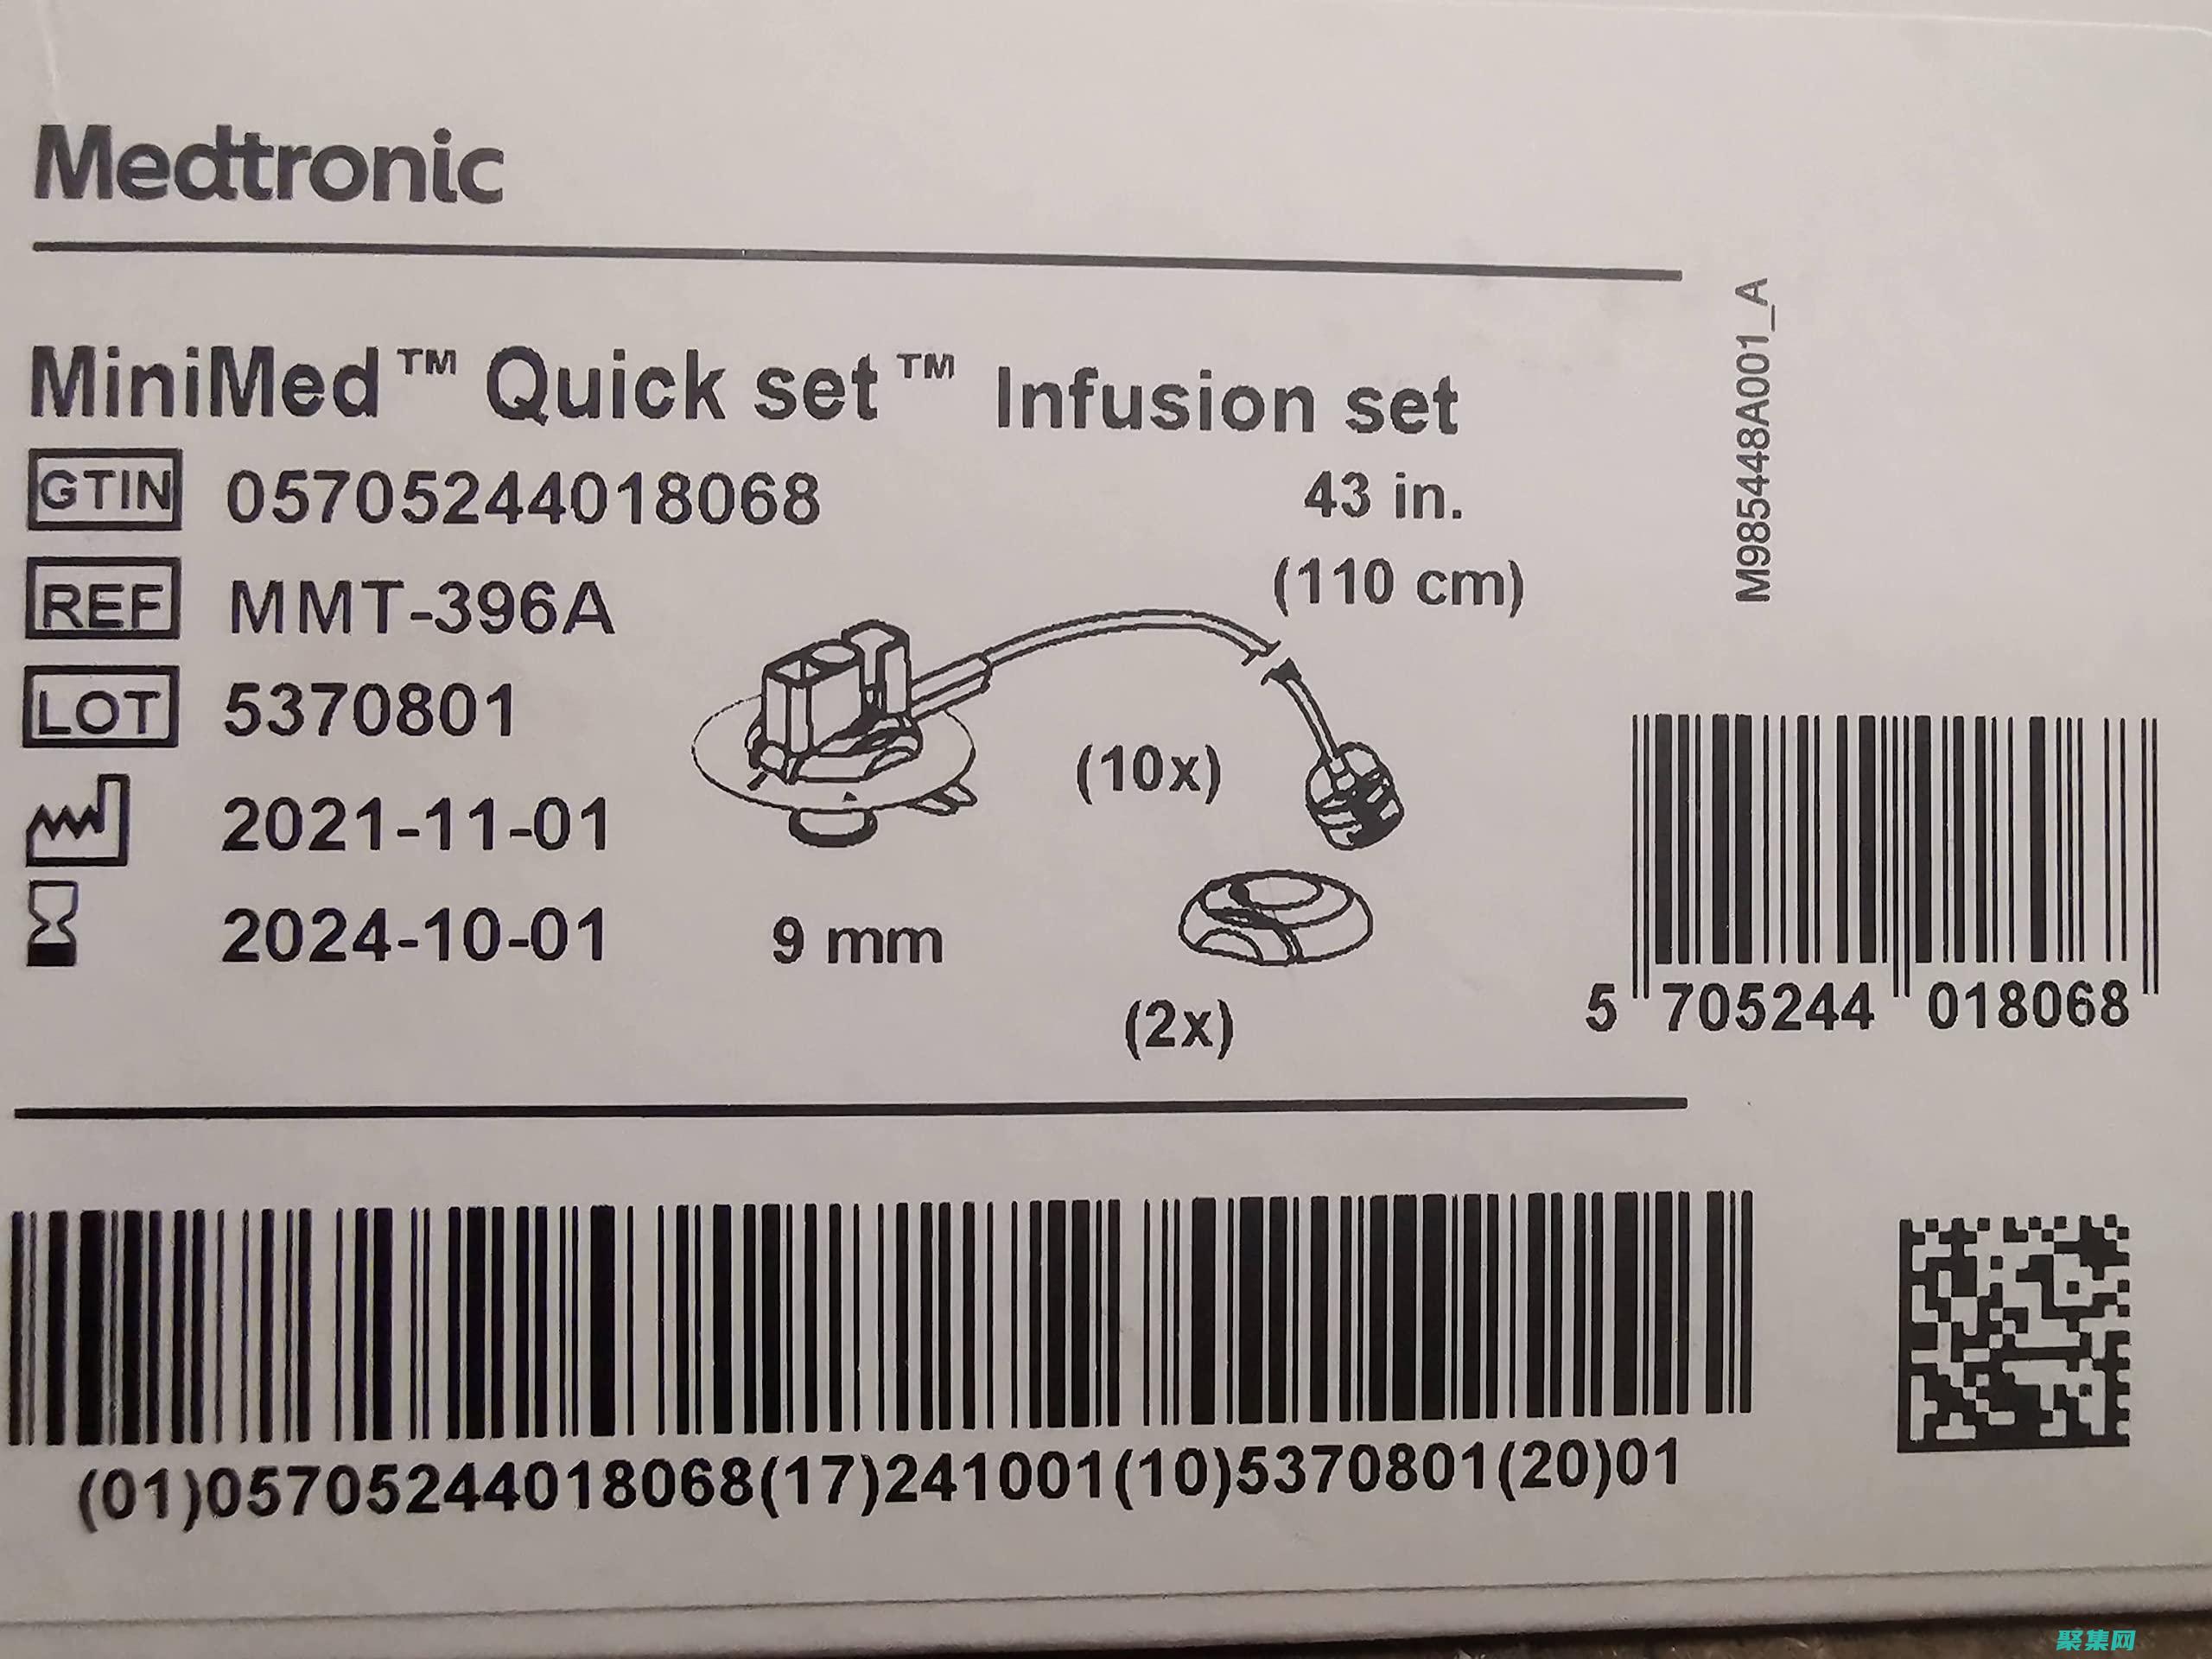 Medtronic
MiniMed™ Quick set™ Infusion set
GTIN 05705244018068
43 in.
(110 cm)
REF MMT-396A
LOT 5370801
(10x)
2021-11-01
2024-10-01
9 mm
(2x)
M985448A001_A
5 705244 018068
(01)05705244018068(17)241001(10)5370801(20)01
聚集网